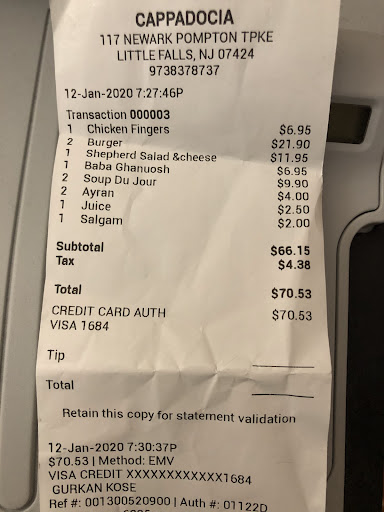 CAPPADOCIA
117 NEWARK POMPTON TPKE
LITTLE FALLS, NJ 07424
9738378737
12-Jan-2020 7:27:46P
Transaction 000003
1 Chicken Fingers $6.95
2 Burger $21.90
1 Shepherd Salad &cheese $11.95
1 Baba Ghanuosh $6.95
2 Soup Du Jour $9.90
2 Ayran $4.00
1 Juice $2.50
1 Salgam $2.00
Subtotal $66.15
Tax $4.38
Total $70.53
CREDIT CARD AUTH $70.53
VISA 1684
Tip
Total
Retain this copy for statement validation
12-Jan-2020 7:30:37P
$70.53 | Method: EMV
VISA CREDIT XXXXXXXXXXXX1684
GURKAN KOSE
Ref #: 001300520900 | Auth #: 01122D